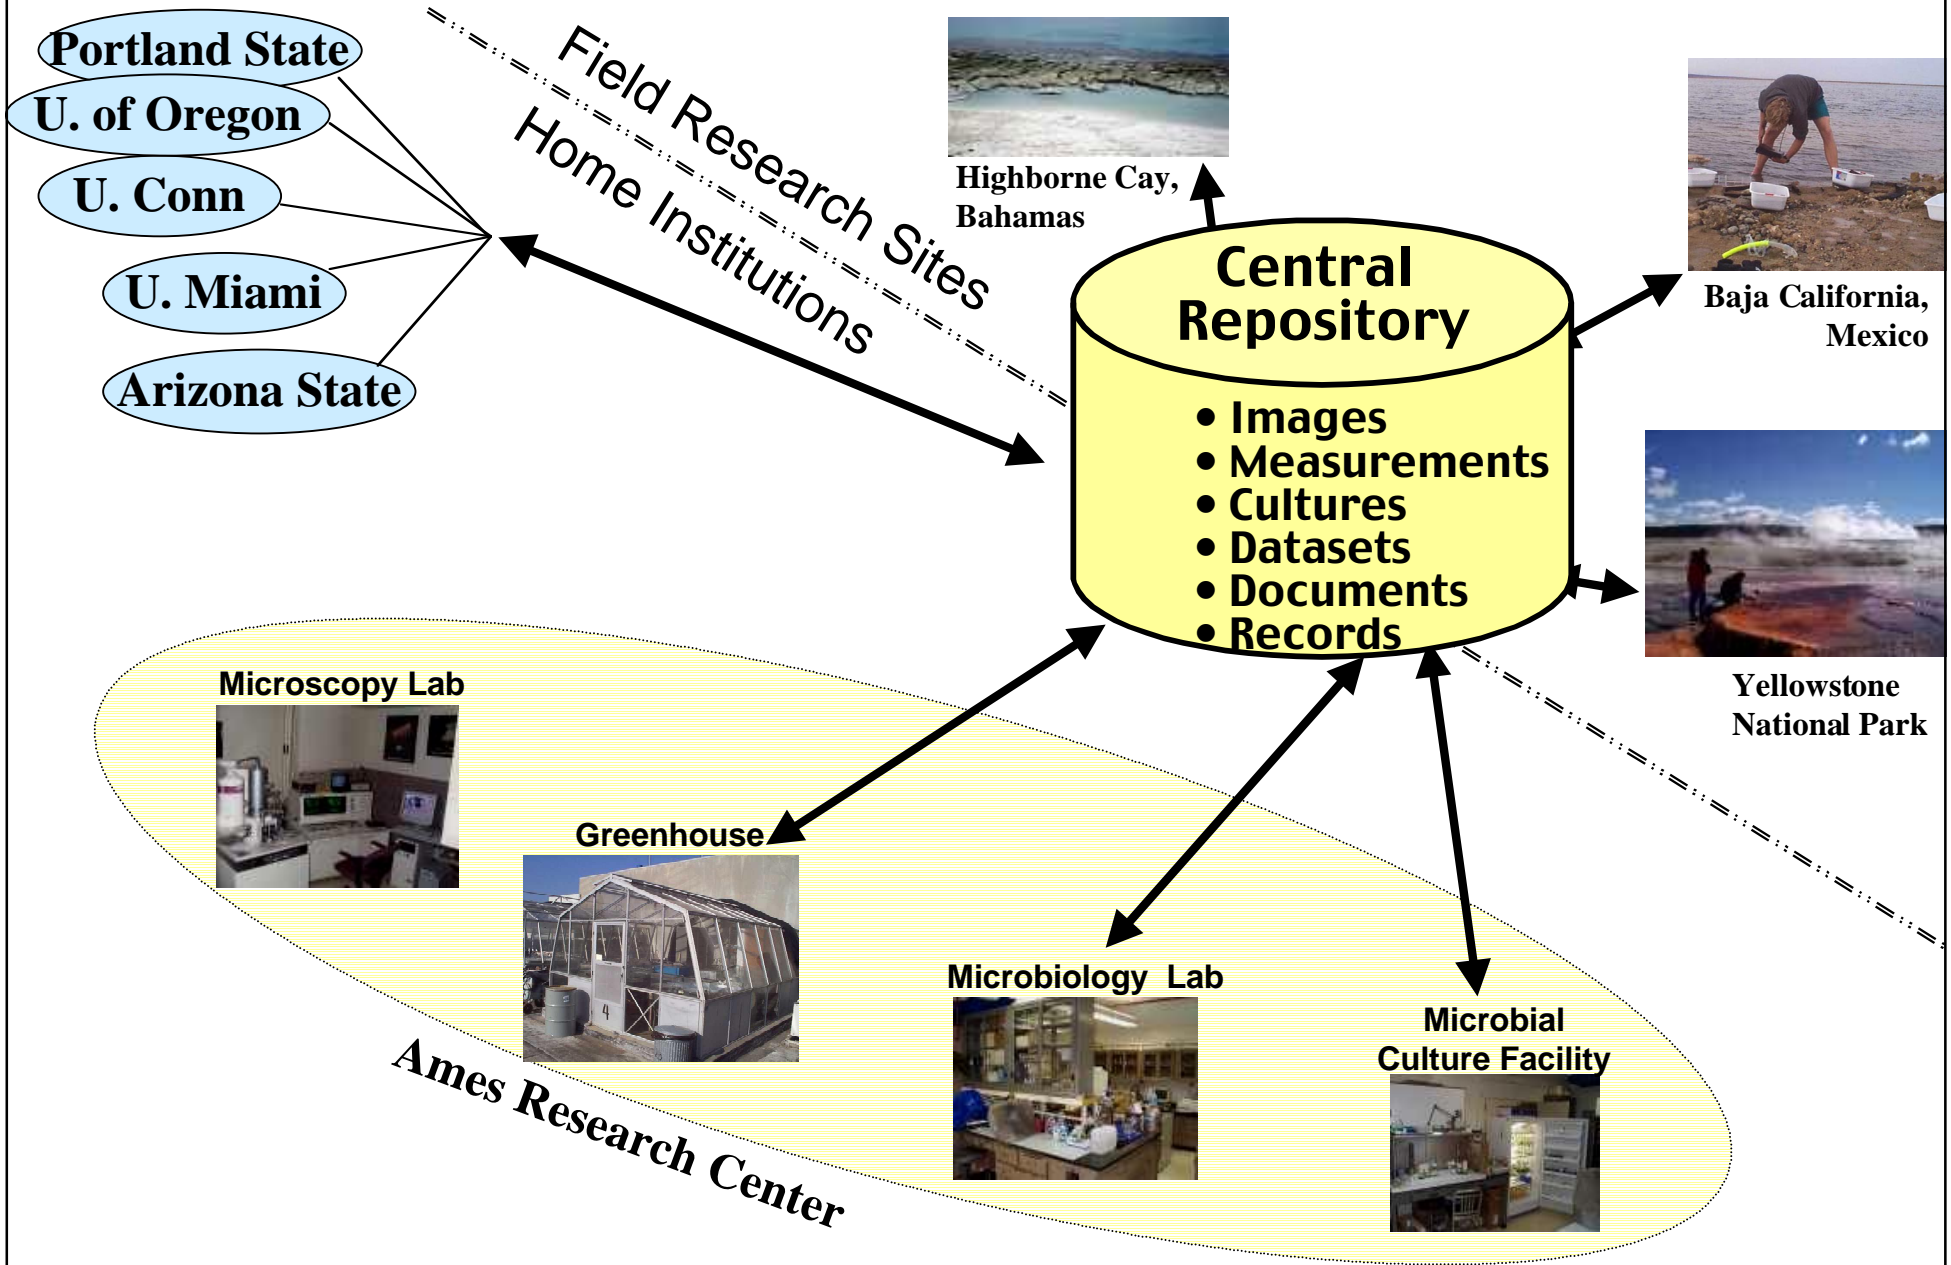 Portland State
U. of Oregon
U. Conn
U. Miami
Arizona State
Field Research Sites
Home Institutions
Highborne Cay,
Bahamas
Baja California,
Mexico
Yellowstone
National Park
Central
Repository
• Images
• Measurements
• Cultures
• Datasets
• Documents
• Records
Microscopy Lab
Greenhouse
4
Microbiology Lab
Microbial
Culture Facility
Ames Research Center